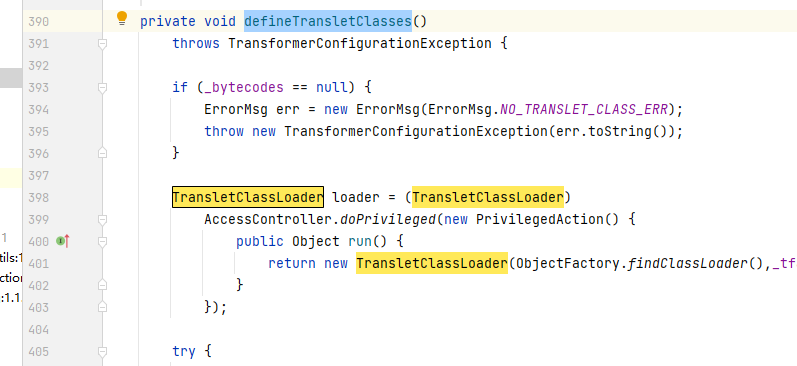 390 private void defineTransletClasses()
391 throws TransformerConfigurationException {
392
393 if (_bytecodes == null) {
394 ErrorMsg err = new ErrorMsg(ErrorMsg.NO_TRANSLET_CLASS_ERR);
395 throw new TransformerConfigurationException(err.toString());
396 }
397
398 TransletClassLoader loader = (TransletClassLoader)
399 AccessController.doPrivileged(new PrivilegedAction() {
1
400 public Object run() {
utils:1
401 return new TransletClassLoader(ObjectFactory.findClassLoader(),_tf
ction
402 }
:1.1.
403 });
404
405 try {